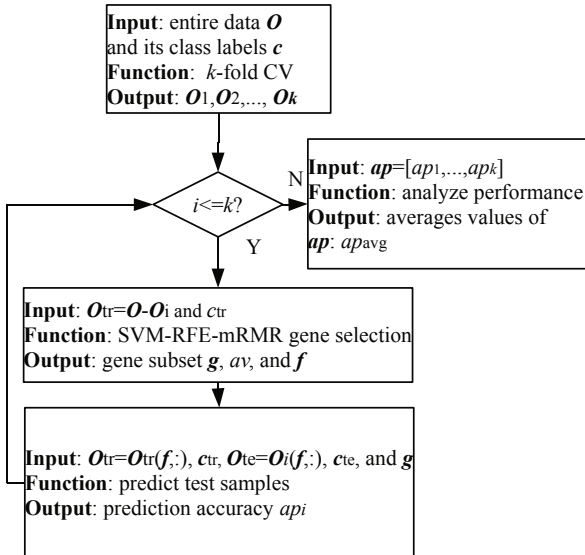 Input: entire data O
and its class labels c
Function: k-fold CV
Output: O1,O2,..., Ok
i<=k?
N
Y
Input: ap=[ap1,...,apk]
Function: analyze performance
Output: averages values of
ap: apavg
Input: Otr=O-Oi and ctr
Function: SVM-RFE-mRMR gene selection
Output: gene subset g, av, and f
Input: Otr=Otr(f,:), ctr, Ote=Oi(f,:), cte, and g
Function: predict test samples
Output: prediction accuracy api